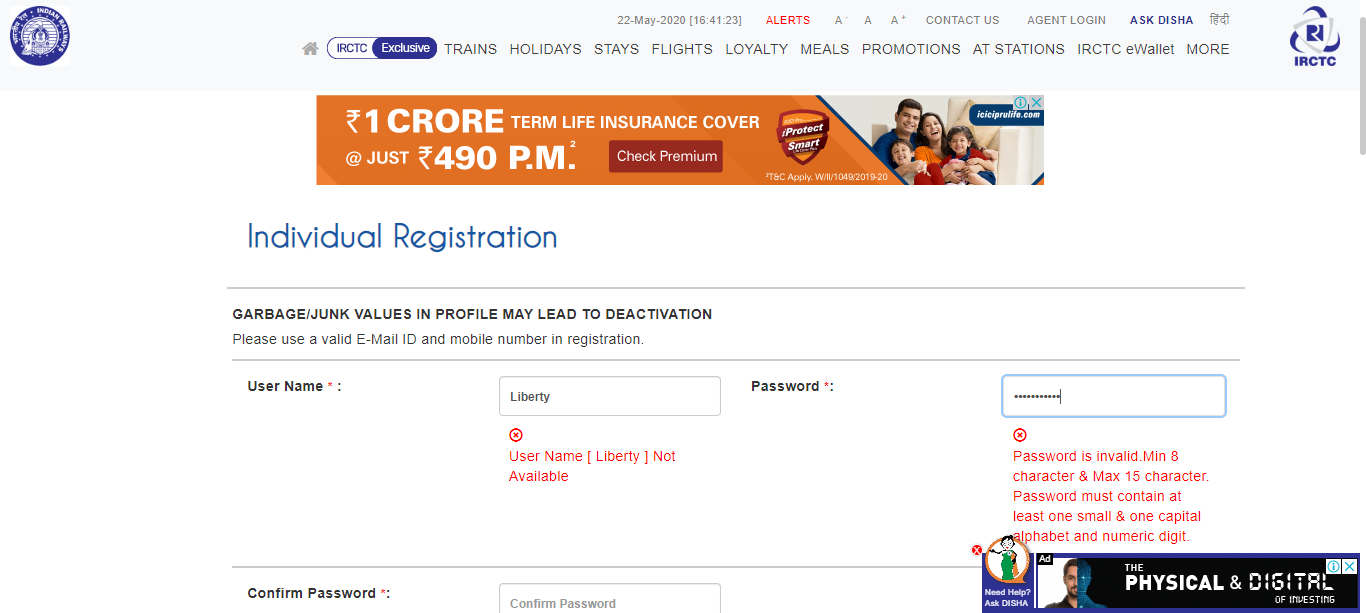 22-May-2020 [16:41:23] ALERTS A- A A+ CONTACT US AGENT LOGIN ASK DISHA हिंदी
IRCTC Exclusive TRAINS HOLIDAYS STAYS FLIGHTS LOYALTY MEALS PROMOTIONS AT STATIONS IRCTC eWallet MORE
INDIAN RAILWAYS
भारतीय रेल
IRCTC
₹1 CRORE TERM LIFE INSURANCE COVER
@ JUST ₹490 P.M.²
Check Premium
iProtect
Smart
iciciprulife.com
²T&C Apply. W/II/1049/2019-20
Individual Registration
GARBAGE/JUNK VALUES IN PROFILE MAY LEAD TO DEACTIVATION
Please use a valid E-Mail ID and mobile number in registration.
User Name * :
Liberty
User Name [ Liberty ] Not
Available
Password *:
•••••••••••
Password is invalid.Min 8
character & Max 15 character.
Password must contain at
least one small & one capital
alphabet and numeric digit.
Confirm Password *:
Confirm Password
Need Help?
Ask DISHA
Ad
THE
PHYSICAL & DIGITAL
OF INVESTING